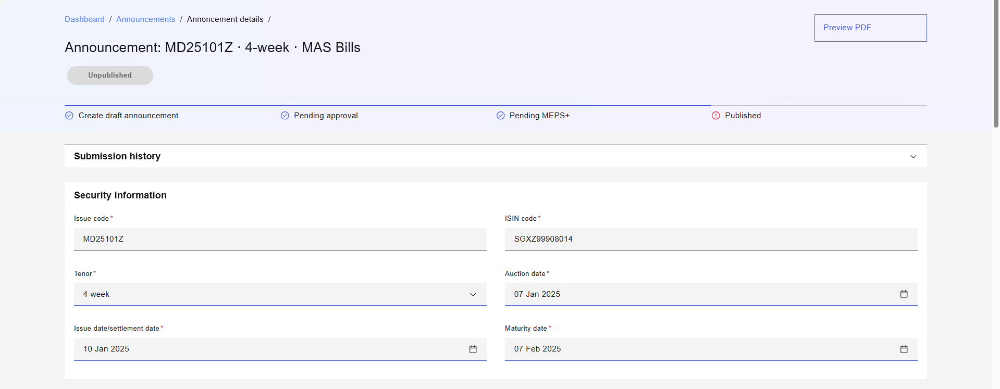 Dashboard / Announcements / Annoncement details /
Preview PDF
Announcement: MD25101Z · 4-week · MAS Bills
Unpublished
Create draft announcement
Pending approval
Pending MEPS+
Published
Submission history
Security information
Issue code*
ISIN code*
MD25101Z
SGXZ99908014
Tenor*
Auction date*
4-week
07 Jan 2025
Issue date/settlement date*
Maturity date*
10 Jan 2025
07 Feb 2025